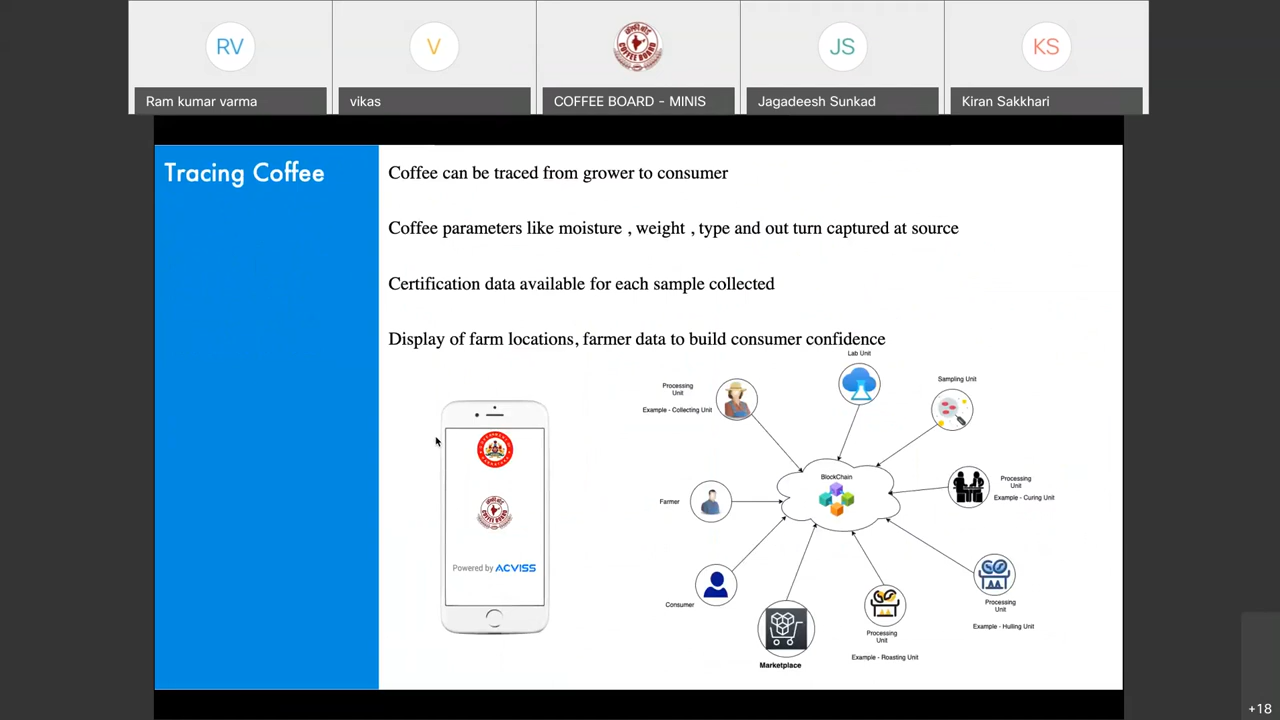 RV
V
JS
KS
Ram kumar varma
vikas
COFFEE BOARD - MINIS
Jagadeesh Sunkad
Kiran Sakkhari
Tracing Coffee
Coffee can be traced from grower to consumer
Coffee parameters like moisture , weight , type and out turn captured at source
Certification data available for each sample collected
Display of farm locations, farmer data to build consumer confidence
Lab Unit
Processing
Unit
Example - Collecting Unit
Sampling Unit
BlockChain
Processing
Unit
Example - Curing Unit
Farmer
COFFEE BOARD
Powered by ACVISS
Consumer
Processing
Unit
Example - Hulling Unit
Processing
Unit
Example - Roasting Unit
Marketplace
+18